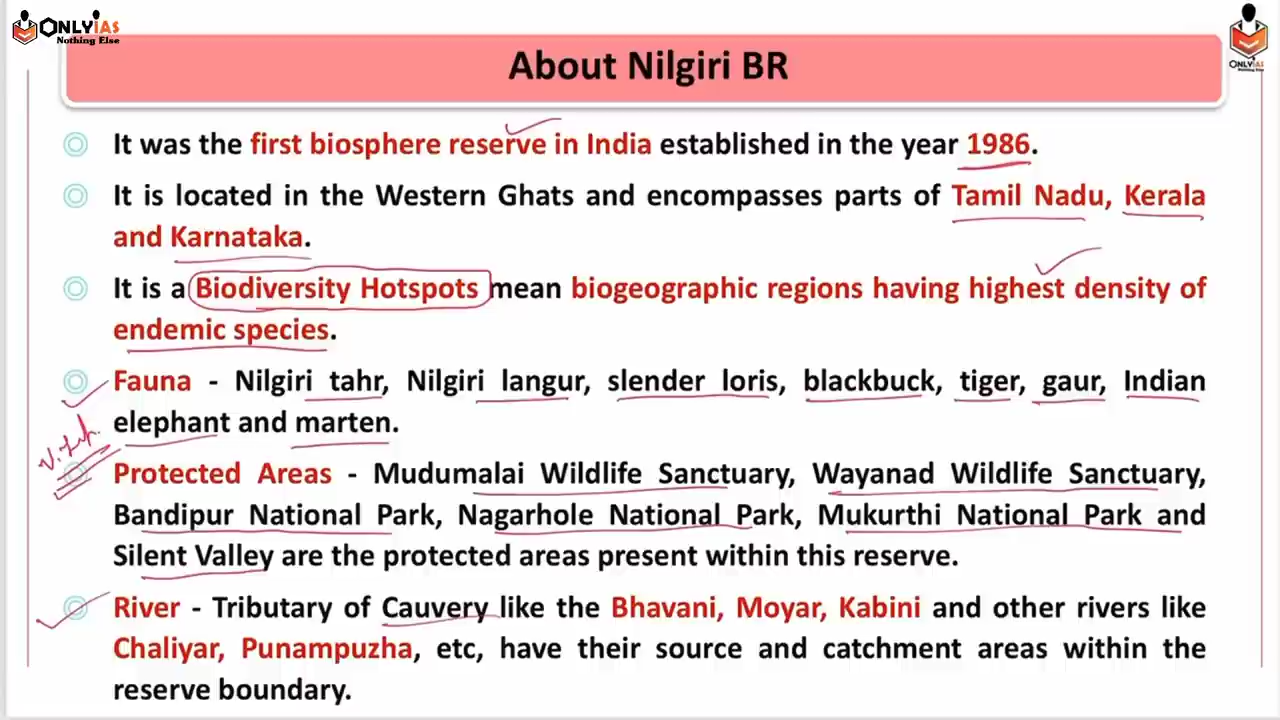 ONLYIAS
Nothing Else
About Nilgiri BR
ONLYIAS
Nothing Else
It was the first biosphere reserve in India established in the year 1986.
It is located in the Western Ghats and encompasses parts of Tamil Nadu, Kerala
and Karnataka.
It is a Biodiversity Hotspots mean biogeographic regions having highest density of
endemic species.
Fauna - Nilgiri tahr, Nilgiri langur, slender loris, blackbuck, tiger, gaur, Indian
elephant and marten.
V. Imp.
Protected Areas - Mudumalai Wildlife Sanctuary, Wayanad Wildlife Sanctuary,
Bandipur National Park, Nagarhole National Park, Mukurthi National Park and
Silent Valley are the protected areas present within this reserve.
River - Tributary of Cauvery like the Bhavani, Moyar, Kabini and other rivers like
Chaliyar, Punampuzha, etc, have their source and catchment areas within the
reserve boundary.